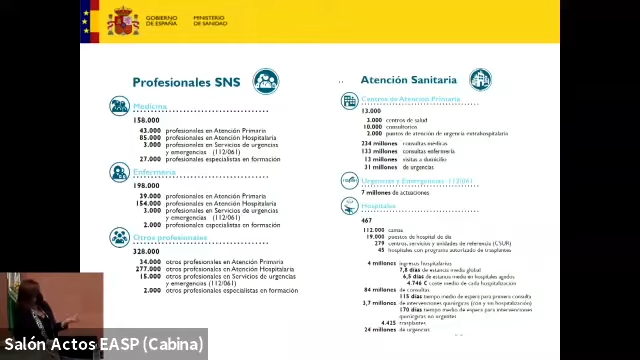 GOBIERNO
DE ESPAÑA
MINISTERIO
DE SANIDAD
Profesionales SNS
Medicina
158.000
43.000 profesionales en Atención Primaria
85.000 profesionales en Atención Hospitalaria
3.000 profesionales en Servicios de urgencias
y emergencias (112/061)
27.000 profesionales especialistas en formación
Enfermería
198.000
39.000 profesionales en Atención Primaria
154.000 profesionales en Atención Hospitalaria
3.000 profesionales en Servicios de urgencias
y emergencias (112/061)
2.000 profesionales especialistas en formación
Otros profesionales
328.000
34.000 otros profesionales en Atención Primaria
277.000 otros profesionales en Atención Hospitalaria
15.000 otros profesionales en Servicios de urgencias
y emergencias (112/061)
2.000 otros profesionales especialistas en formación
Atención Sanitaria
Centros de Atención Primaria
13.000
3.000 centros de salud
10.000 consultorios
2.000 puntos de atención de urgencia extrahospitalaria
234 millones consultas médicas
133 millones consultas enfermería
13 millones visitas a domicilio
31 millones de urgencias
Urgencias y Emergencias 112/061
7 millones de actuaciones
Hospitales
467
112.000 camas
19.000 puestos de hospital de día
279 centros, servicios y unidades de referencia (CSUR)
45 hospitales con programa autorizado de trasplantes
4 millones ingresos hospitalarios
7,8 días de estancia media global
6,5 días de estancia media en hospitales agudos
4.746 € coste medio de cada hospitalización
84 millones de consultas
115 días tiempo medio de espera para primera consulta
3,7 millones de intervenciones quirúrgicas (con y sin hospitalización)
170 días tiempo medio de espera para intervenciones
quirúrgicas no urgentes
4.425 trasplantes
24 millones de urgencias
Salón Actos EASP (Cabina)